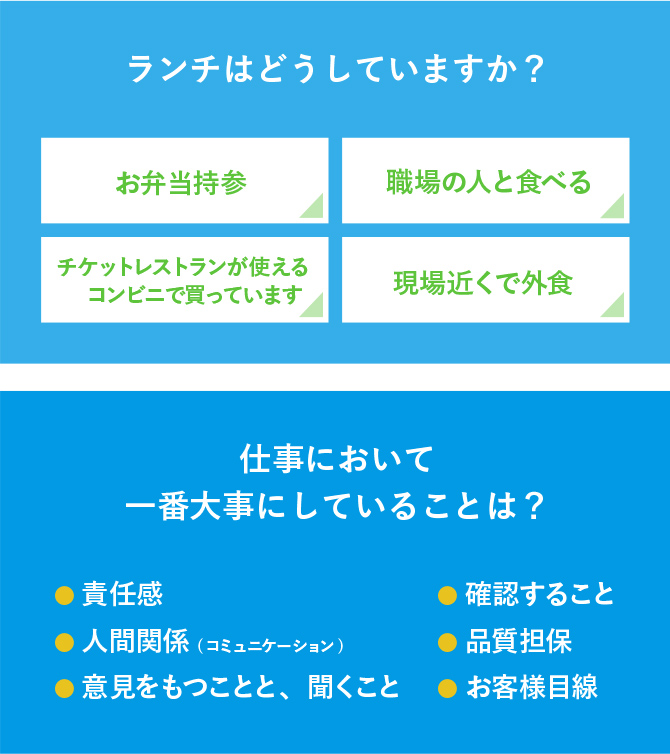 ランチはどうしていますか？
お弁当持参
職場の人と食べる
チケットレストランが使える
コンビニで買っています
現場近くで外食
仕事において
一番大事にしていることは？
責任感
確認すること
人間関係（コミュニケーション）
品質担保
意見をもつことと、聞くこと
お客様目線